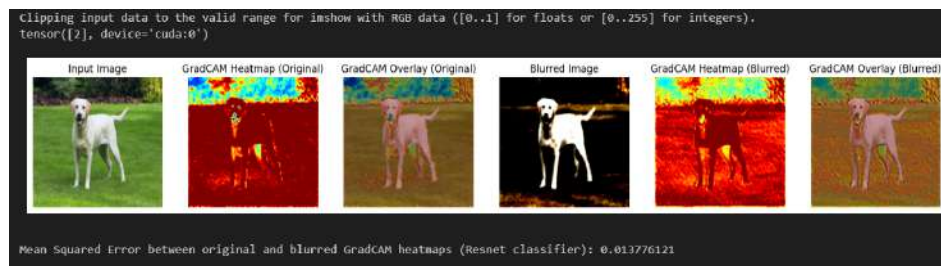 Clipping input data to the valid range for imshow with RGB data ([0..1] for floats or [0..255] for integers).
tensor([2], device='cuda:0')
Input Image GradCAM Heatmap (Original) GradCAM Overlay (Original) Blurred Image GradCAM Heatmap (Blurred) GradCAM Overlay (Blurred)
Mean Squared Error between original and blurred GradCAM heatmaps (Resnet classifier): 0.013776121